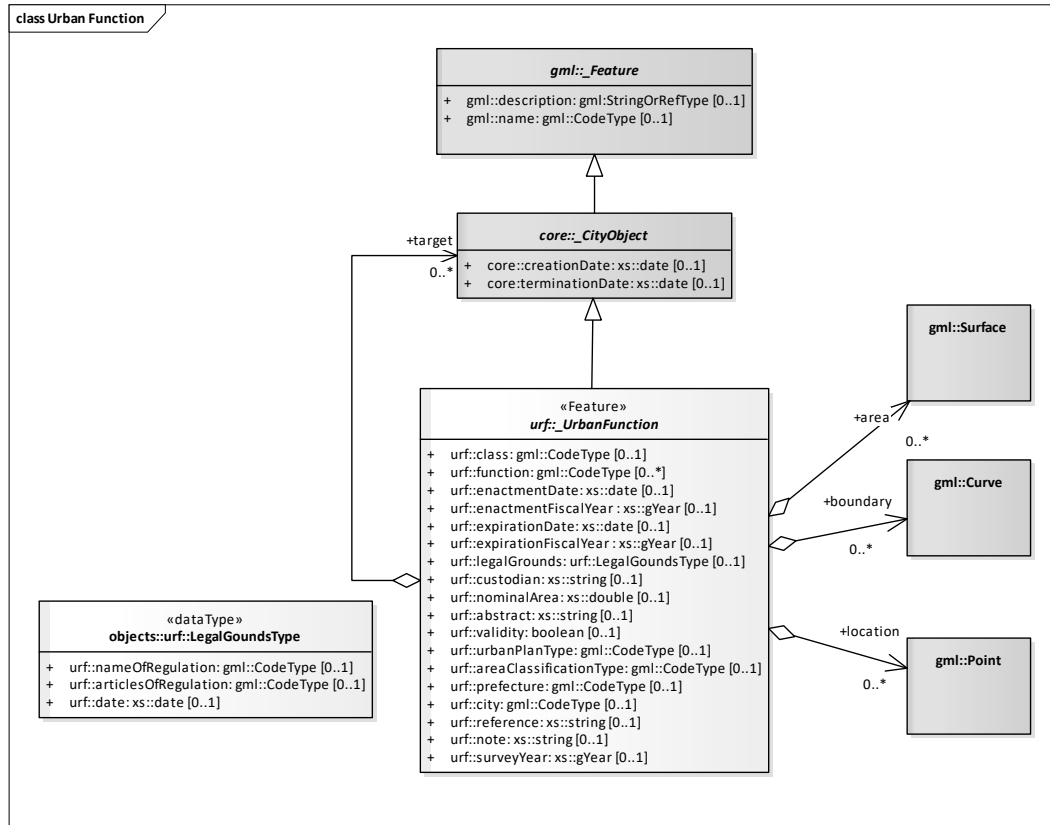 class Urban Function
gml::_Feature
+ gml::description: gml:StringOrRefType [0..1]
+ gml::name: gml::CodeType [0..1]
+target
0..*
core::_CityObject
+ core::creationDate: xs::date [0..1]
+ core:terminationDate: xs::date [0..1]
gml::Surface
+area
0..*
«Feature»
urf::_UrbanFunction
+ urf::class: gml::CodeType [0..1]
+ urf::function: gml::CodeType [0..*]
+ urf::enactmentDate: xs::date [0..1]
+ urf::enactmentFiscalYear: xs::gYear [0..1]
+ urf::expirationDate: xs::date [0..1]
+ urf::expirationFiscalYear: xs::gYear [0..1]
+ urf::legalGrounds: urf::LegalGoundsType [0..1]
+ urf::custodian: xs::string [0..1]
+ urf::nominalArea: xs::double [0..1]
+ urf::abstract: xs::string [0..1]
+ urf::validity: boolean [0..1]
+ urf::urbanPlanType: gml::CodeType [0..1]
+ urf::areaClassificationType: gml::CodeType [0..1]
+ urf::prefecture: gml::CodeType [0..1]
+ urf::city: gml::CodeType [0..1]
+ urf::reference: xs::string [0..1]
+ urf::note: xs::string [0..1]
+ urf::surveyYear: xs::gYear [0..1]
+boundary
0..*
gml::Curve
+location
0..*
gml::Point
«dataType»
objects::urf::LegalGoundsType
+ urf::nameOfRegulation: gml::CodeType [0..1]
+ urf::articlesOfRegulation: gml::CodeType [0..1]
+ urf::date: xs::date [0..1]